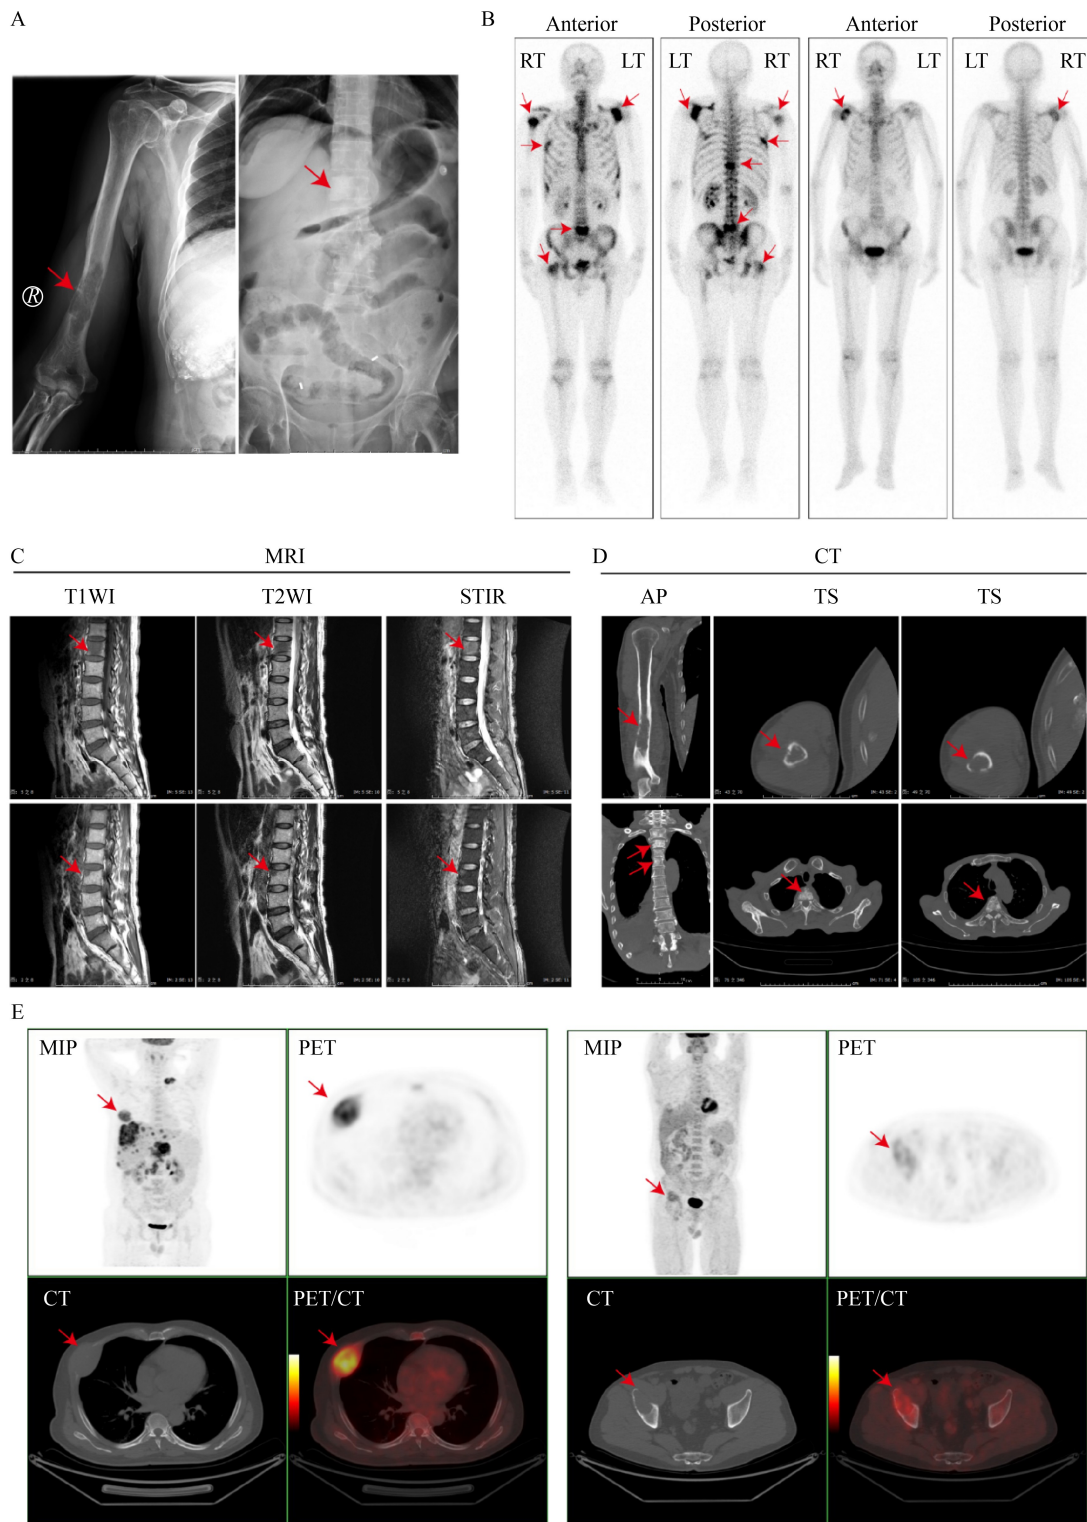 A
B
Anterior Posterior Anterior Posterior
RT LT LT RT RT LT LT RT
R
C
MRI
T1WI T2WI STIR
D
CT
AP TS TS
E
MIP PET
CT PET/CT
MIP PET
CT PET/CT